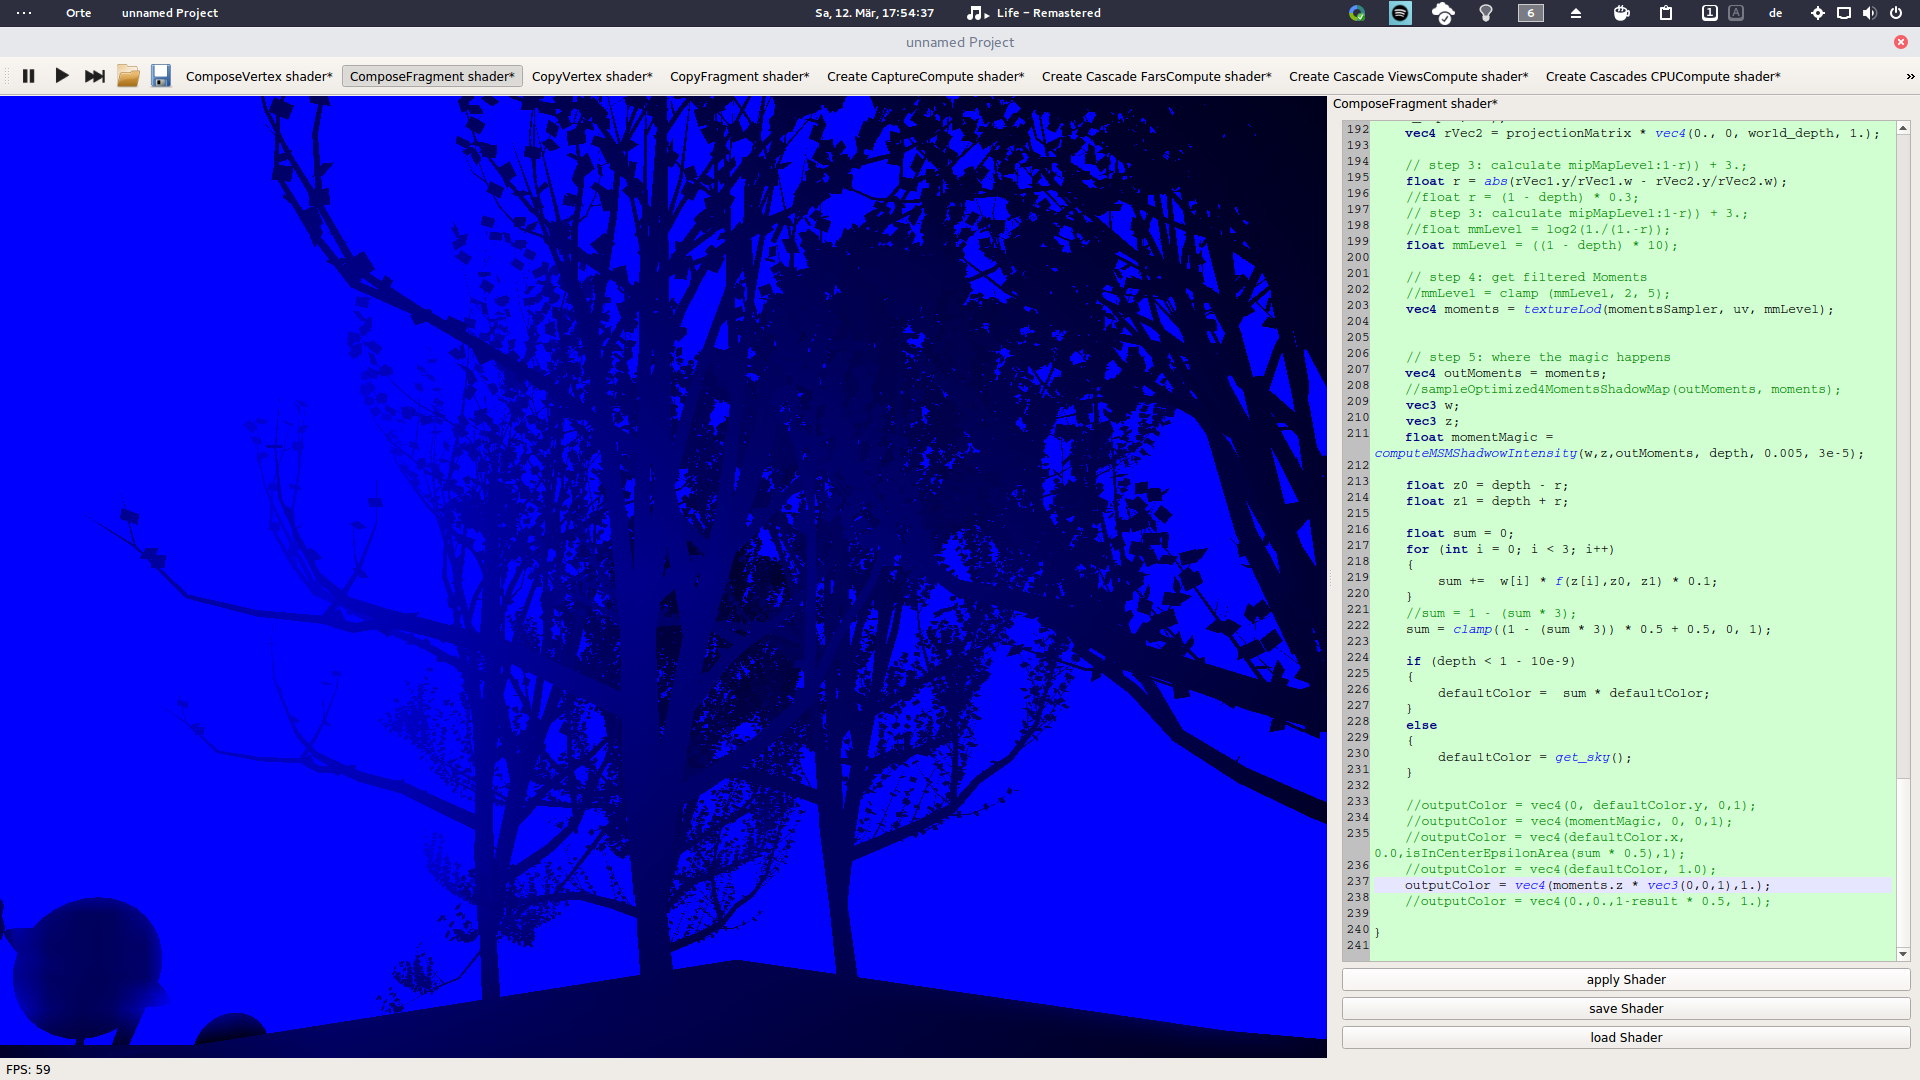 Orte
unnamed Project
Sa, 12. Mär, 17:54:37
Life – Remastered
6
1
A
de
unnamed Project
ComposeVertex shader*
ComposeFragment shader*
CopyVertex shader*
CopyFragment shader*
Create CaptureCompute shader*
Create Cascade FarsCompute shader*
Create Cascade ViewsCompute shader*
Create Cascades CPUCompute shader*
»
ComposeFragment shader*
192 vec4 rVec2 = projectionMatrix * vec4(0., 0, world_depth, 1.);
193
194 // step 3: calculate mipMapLevel:1-r)) + 3.;
195 float r = abs(rVec1.y/rVec1.w - rVec2.y/rVec2.w);
196 //float r = (1 - depth) * 0.3;
197 // step 3: calculate mipMapLevel:1-r)) + 3.;
198 //float mmLevel = log2(1./(1.-r));
199 float mmLevel = ((1 - depth) * 10);
200
201 // step 4: get filtered Moments
202 //mmLevel = clamp (mmLevel, 2, 5);
203 vec4 moments = textureLod(momentsSampler, uv, mmLevel);
204
205
206 // step 5: where the magic happens
207 vec4 outMoments = moments;
208 //sampleOptimized4MomentsShadowMap(outMoments, moments);
209 vec3 w;
210 vec3 z;
211 float momentMagic =
computeMSMShadwowIntensity(w,z,outMoments, depth, 0.005, 3e-5);
212
213 float z0 = depth - r;
214 float z1 = depth + r;
215
216 float sum = 0;
217 for (int i = 0; i < 3; i++)
218 {
219 sum += w[i] * f(z[i],z0, z1) * 0.1;
220 }
221 //sum = 1 - (sum * 3);
222 sum = clamp((1 - (sum * 3)) * 0.5 + 0.5, 0, 1);
223
224 if (depth < 1 - 10e-9)
225 {
226 defaultColor = sum * defaultColor;
227 }
228 else
229 {
230 defaultColor = get_sky();
231 }
232
233 //outputColor = vec4(0, defaultColor.y, 0,1);
234 //outputColor = vec4(momentMagic, 0, 0,1);
235 //outputColor = vec4(defaultColor.x,
0.0,isInCenterEpsilonArea(sum * 0.5),1);
236 //outputColor = vec4(defaultColor, 1.0);
237 outputColor = vec4(moments.z * vec3(0,0,1),1.);
238 //outputColor = vec4(0.,0.,1-result * 0.5, 1.);
239
240 }
241
apply Shader
save Shader
load Shader
FPS: 59